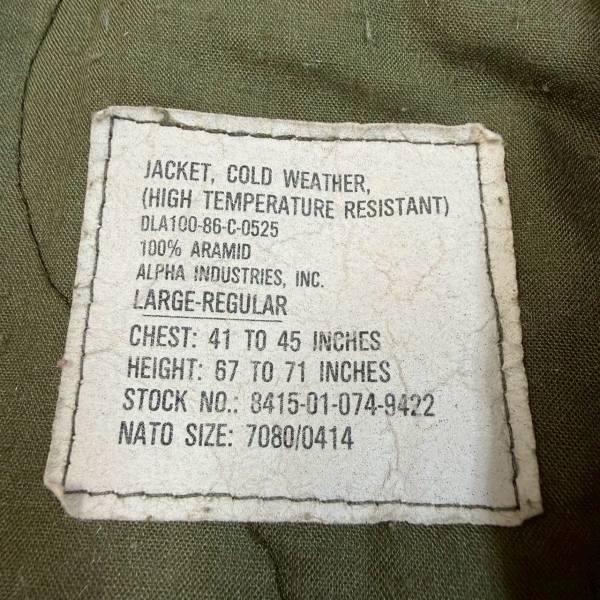 JACKET, COLD WEATHER,
(HIGH TEMPERATURE RESISTANT)
DLA100-86-C-0525
100% ARAMID
ALPHA INDUSTRIES, INC.
LARGE-REGULAR
CHEST: 41 TO 45 INCHES
HEIGHT: 67 TO 71 INCHES
STOCK NO.: 8415-01-074-9422
NATO SIZE: 7080/0414